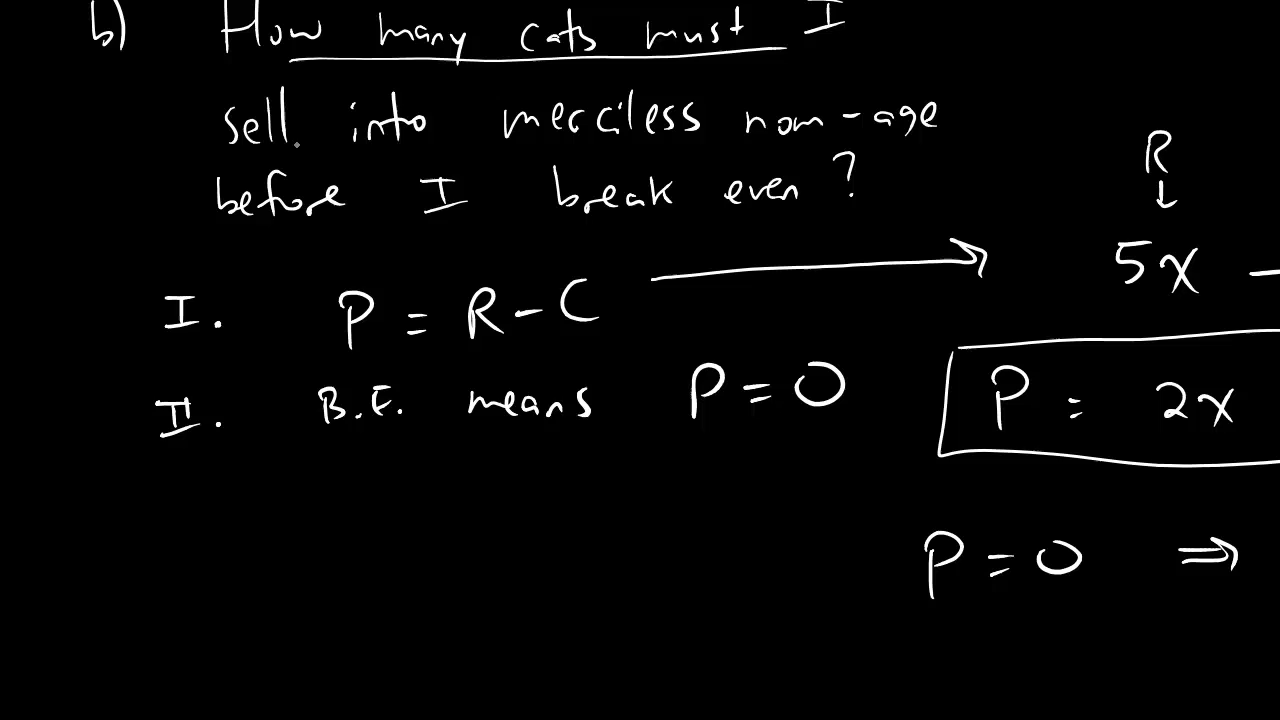 b) How many cats must I
sell into merciless nom-age
before I break even?
R
↓
I. P = R - C → 5x -
II. B.E. means P = 0
P = 2x
P = 0 ⇒